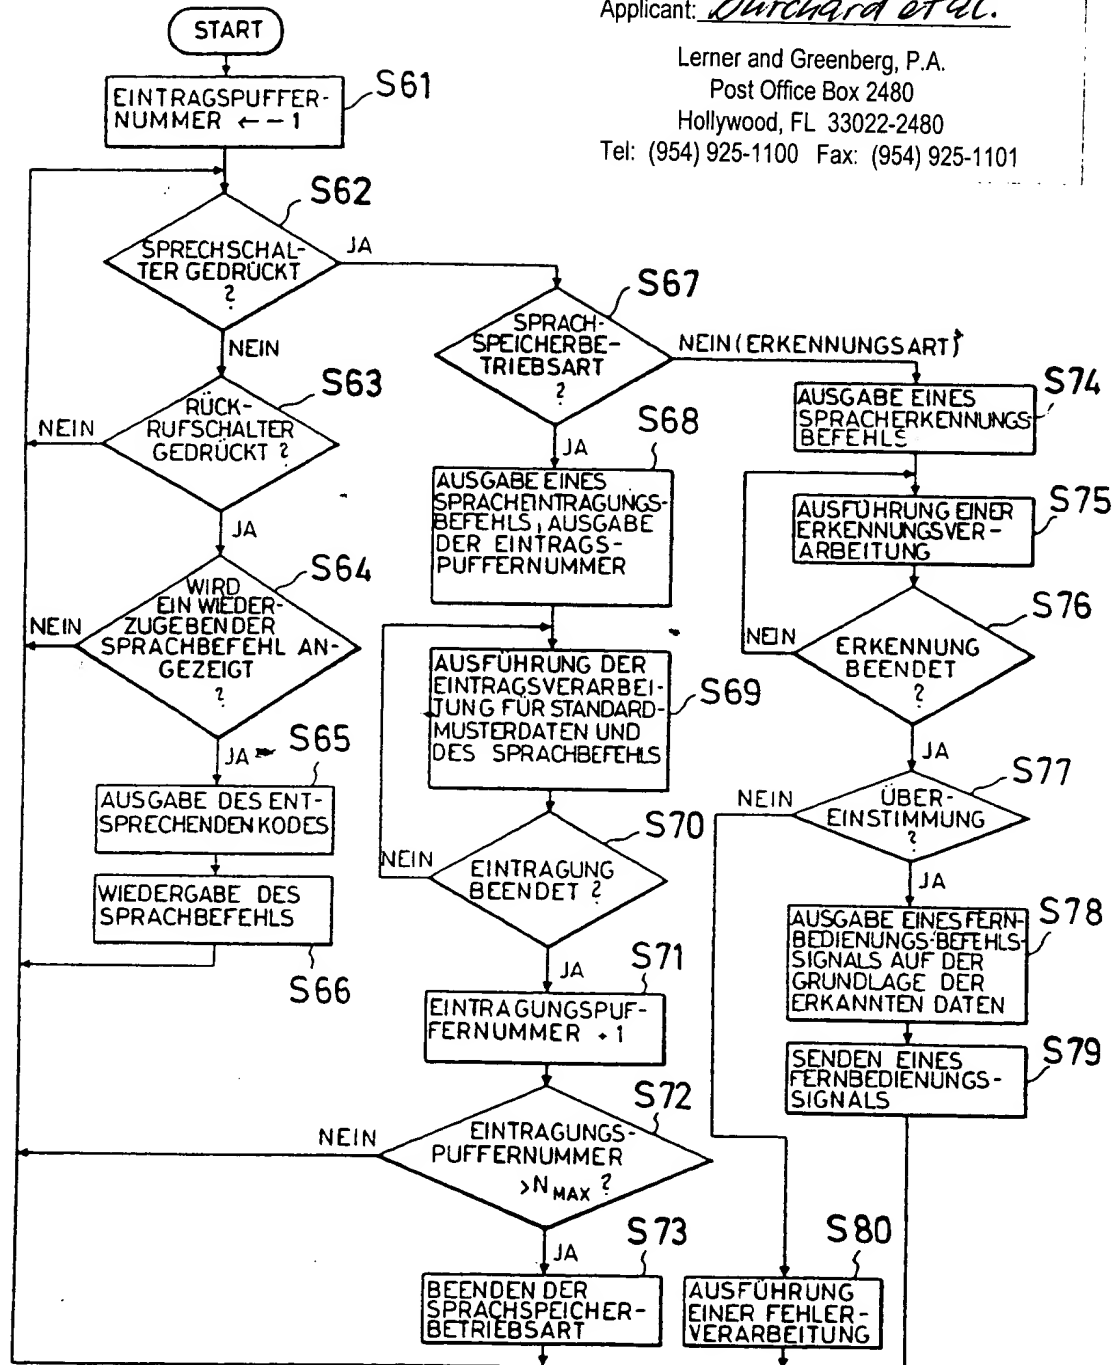 Applicant: Burchard et al.
Lerner and Greenberg, P.A.
Post Office Box 2480
Hollywood, FL 33022-2480
Tel: (954) 925-1100 Fax: (954) 925-1101
START
S61
EINTRAGSPUFFER-
NUMMER ←– 1
S62
SPRECHSCHAL-
TER GEDRÜCKT
?
JA
NEIN
S63
RÜCK-
RUFSCHALTER
GEDRÜCKT ?
NEIN
JA
S64
WIRD
EIN WIEDER-
ZUGEBENDER
SPRACHBEFEHL AN-
GEZEIGT
?
NEIN
JA
S65
AUSGABE DES ENT-
SPRECHENDEN KODES
WIEDERGABE DES
SPRACHBEFEHLS
S66
S67
SPRACH-
SPEICHERBE-
TRIEBSART
?
NEIN (ERKENNUNGSART)
JA
S68
AUSGABE EINES
SPRACHEINTRAGUNGS-
BEFEHLS, AUSGABE
DER EINTRAGS-
PUFFERNUMMER
S69
AUSFÜHRUNG DER
EINTRAGSVERARBEI-
TUNG FÜR STANDARD-
MUSTERDATEN UND
DES SPRACHBEFEHLS
S70
EINTRAGUNG
BEENDET ?
NEIN
JA
S71
EINTRAGUNGSPUF-
FERNUMMER + 1
S72
EINTRAGUNGS-
PUFFERNUMMER
>N MAX ?
NEIN
JA
S73
BEENDEN DER
SPRACHSPEICHER-
BETRIEBSART
S74
AUSGABE EINES
SPRACHERKENNUNGS-
BEFEHLS
S75
AUSFÜHRUNG EINER
ERKENNUNGSVER-
ARBEITUNG
S76
ERKENNUNG
BEENDET
?
NEIN
JA
S77
ÜBER-
EINSTIMMUNG
?
NEIN
JA
S78
AUSGABE EINES FERN-
BEDIENUNGS-BEFEHLS-
SIGNALS AUF DER
GRUNDLAGE DER
ERKANNTEN DATEN
S79
SENDEN EINES
FERNBEDIENUNGS-
SIGNALS
S80
AUSFÜHRUNG
EINER FEHLER-
VERARBEITUNG